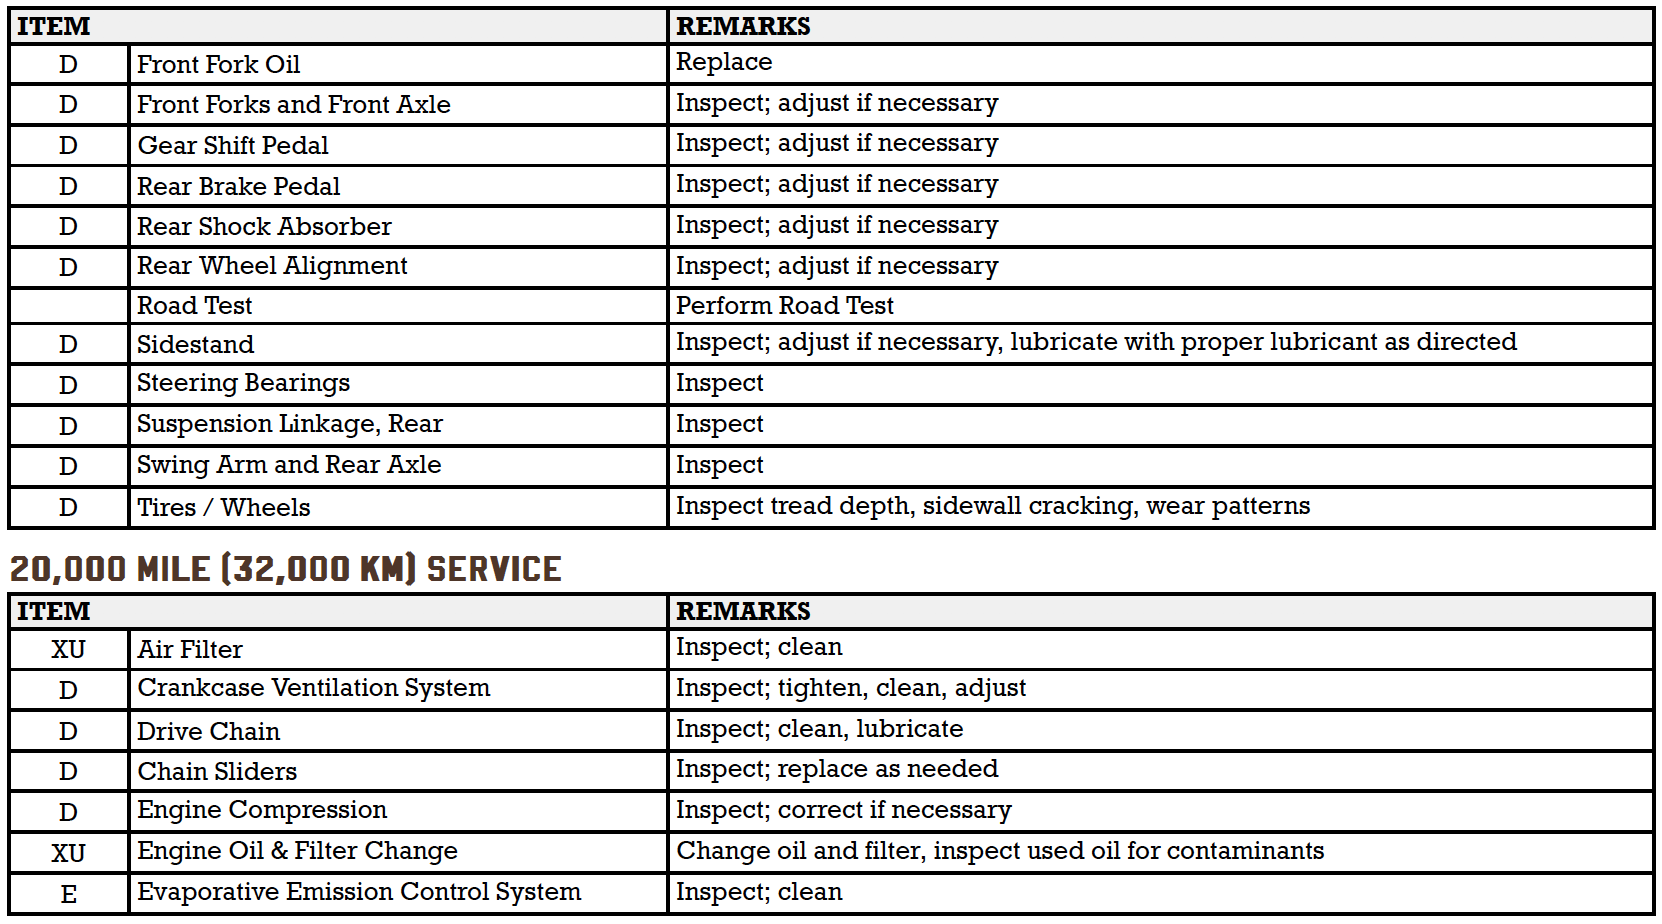 ITEM REMARKS
D Front Fork Oil Replace
D Front Forks and Front Axle Inspect; adjust if necessary
D Gear Shift Pedal Inspect; adjust if necessary
D Rear Brake Pedal Inspect; adjust if necessary
D Rear Shock Absorber Inspect; adjust if necessary
D Rear Wheel Alignment Inspect; adjust if necessary
Road Test Perform Road Test
D Sidestand Inspect; adjust if necessary, lubricate with proper lubricant as directed
D Steering Bearings Inspect
D Suspension Linkage, Rear Inspect
D Swing Arm and Rear Axle Inspect
D Tires / Wheels Inspect tread depth, sidewall cracking, wear patterns
20,000 MILE (32,000 KM) SERVICE
ITEM REMARKS
XU Air Filter Inspect; clean
D Crankcase Ventilation System Inspect; tighten, clean, adjust
D Drive Chain Inspect; clean, lubricate
D Chain Sliders Inspect; replace as needed
D Engine Compression Inspect; correct if necessary
XU Engine Oil & Filter Change Change oil and filter, inspect used oil for contaminants
E Evaporative Emission Control System Inspect; clean